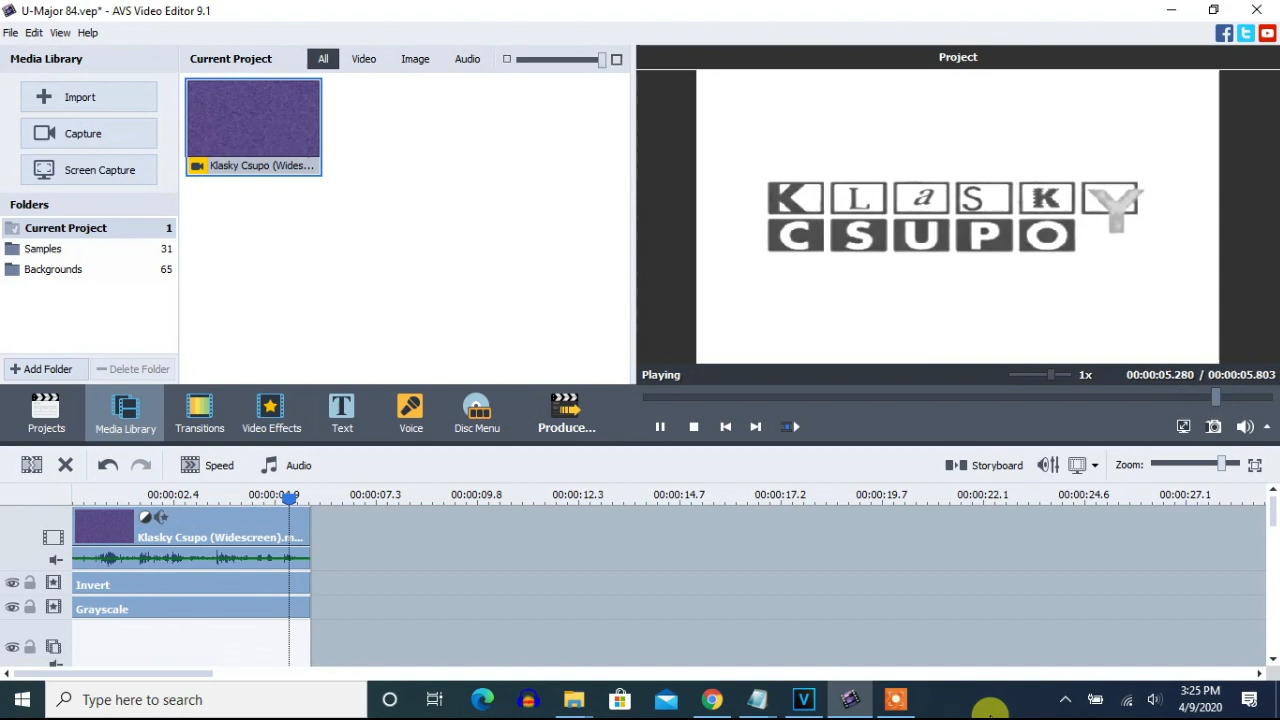 U-Major 84.vep* - AVS Video Editor 9.1
File Edit View Help
Media Library
Import
Capture
Screen Capture
Folders
Current Project 1
Samples 31
Backgrounds 65
Add Folder
Delete Folder
Current Project All Video Image Audio
Klasky Csupo (Wides...
Project
KLaSKY
CSUPO
Playing 1x 00:00:05.280 / 00:00:05.803
Projects Media Library Transitions Video Effects Text Voice Disc Menu Produce...
Speed Audio Storyboard Zoom:
00:00:02.4 00:00:07.3 00:00:09.8 00:00:12.3 00:00:14.7 00:00:17.2 00:00:19.7 00:00:22.1 00:00:24.6 00:00:27.1
Klasky Csupo (Widescreen).m...
Invert
Grayscale
Type here to search
3:25 PM
4/9/2020